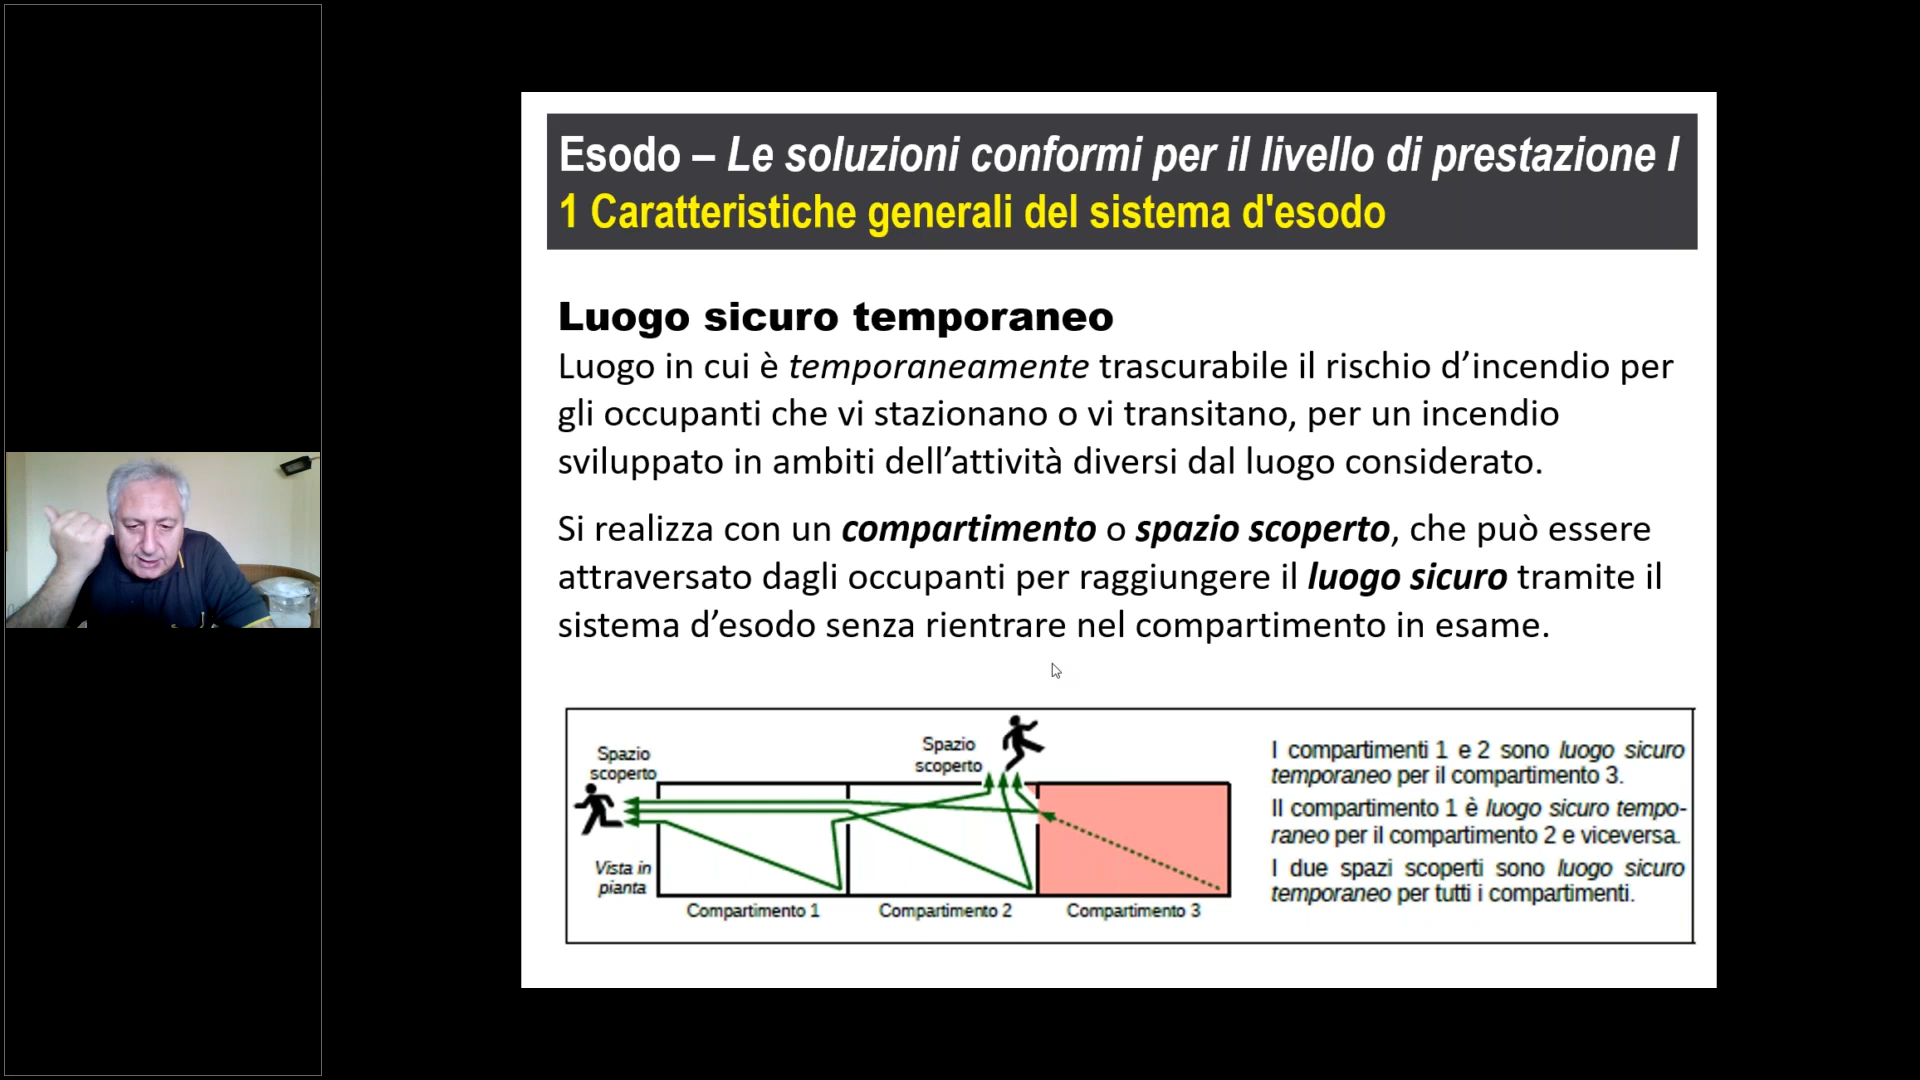 Esodo – Le soluzioni conformi per il livello di prestazione I
1 Caratteristiche generali del sistema d'esodo
Luogo sicuro temporaneo
Luogo in cui è temporaneamente trascurabile il rischio d’incendio per
gli occupanti che vi stazionano o vi transitano, per un incendio
sviluppato in ambiti dell’attività diversi dal luogo considerato.
Si realizza con un compartimento o spazio scoperto, che può essere
attraversato dagli occupanti per raggiungere il luogo sicuro tramite il
sistema d’esodo senza rientrare nel compartimento in esame.
Spazio
scoperto
Spazio
scoperto
Vista in
pianta
Compartimento 1
Compartimento 2
Compartimento 3
I compartimenti 1 e 2 sono luogo sicuro
temporaneo per il compartimento 3.
Il compartimento 1 è luogo sicuro tempo-
raneo per il compartimento 2 e viceversa.
I due spazi scoperti sono luogo sicuro
temporaneo per tutti i compartimenti.